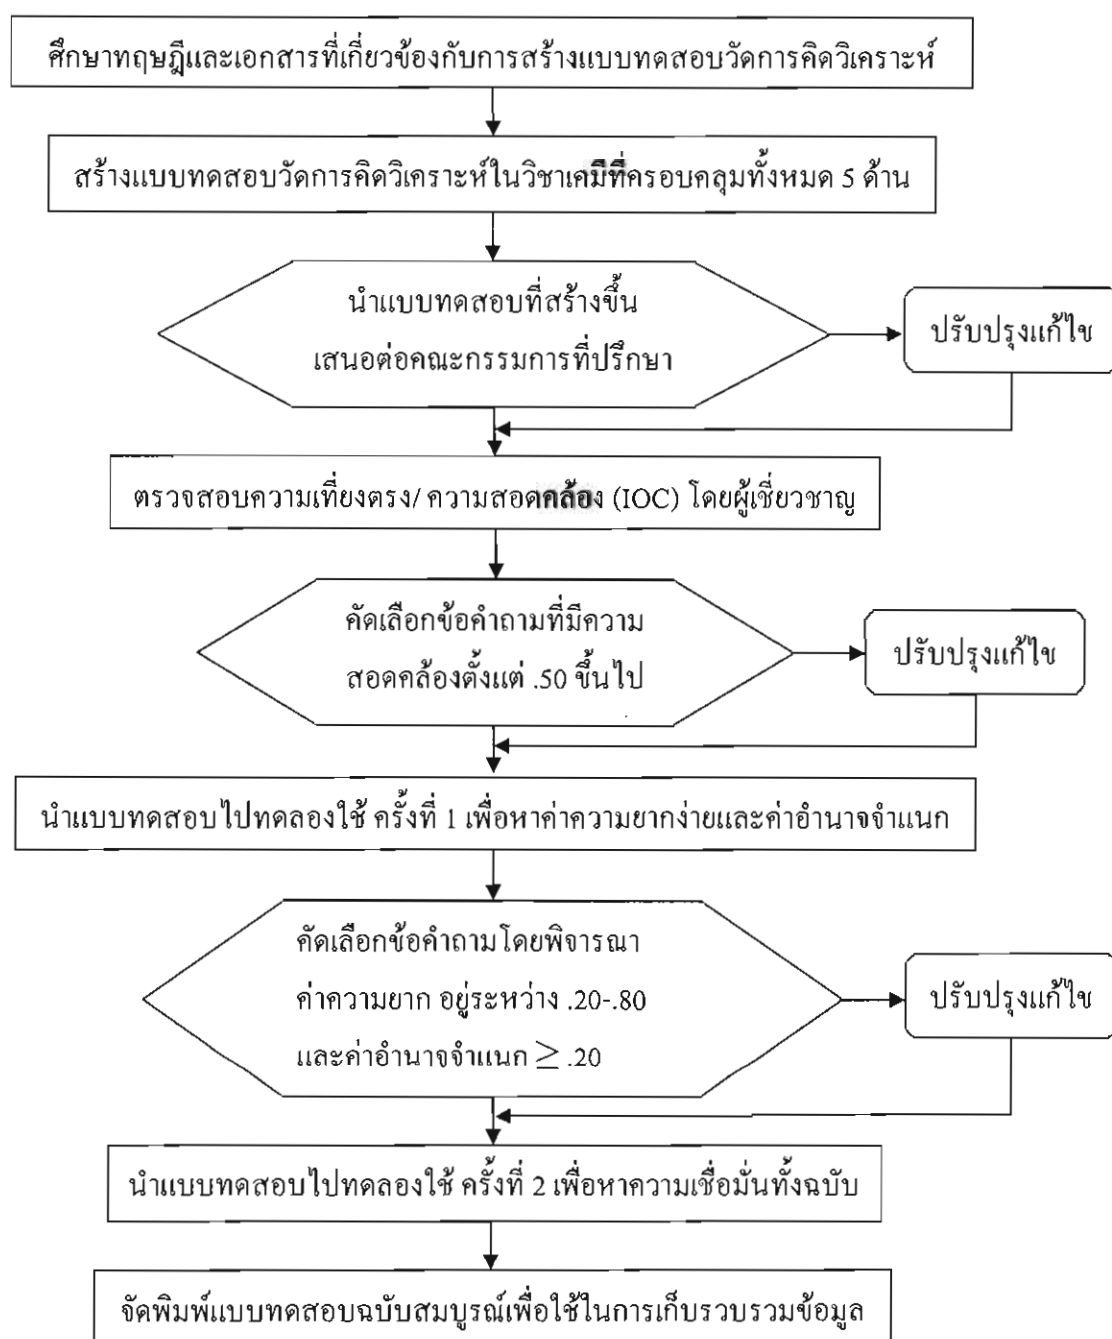 ศึกษาทฤษฎีและเอกสารที่เกี่ยวข้องกับการสร้างแบบทดสอบวัดการคิดวิเคราะห์
สร้างแบบทดสอบวัดการคิดวิเคราะห์ในวิชาเคมีที่ครอบคลุมทั้งหมด 5 ด้าน
นำแบบทดสอบที่สร้างขึ้น
เสนอต่อคณะกรรมการที่ปรึกษา
ปรับปรุงแก้ไข
ตรวจสอบความเที่ยงตรง/ ความสอดคล้อง (IOC) โดยผู้เชี่ยวชาญ
คัดเลือกข้อคำถามที่มีความ
สอดคล้องตั้งแต่ .50 ขึ้นไป
ปรับปรุงแก้ไข
นำแบบทดสอบไปทดลองใช้ ครั้งที่ 1 เพื่อหาค่าความยากง่ายและค่าอำนาจจำแนก
คัดเลือกข้อคำถามโดยพิจารณา
ค่าความยาก อยู่ระหว่าง .20-.80
และค่าอำนาจจำแนก ≥ .20
ปรับปรุงแก้ไข
นำแบบทดสอบไปทดลองใช้ ครั้งที่ 2 เพื่อหาความเชื่อมั่นทั้งฉบับ
จัดพิมพ์แบบทดสอบฉบับสมบูรณ์เพื่อใช้ในการเก็บรวบรวมข้อมูล